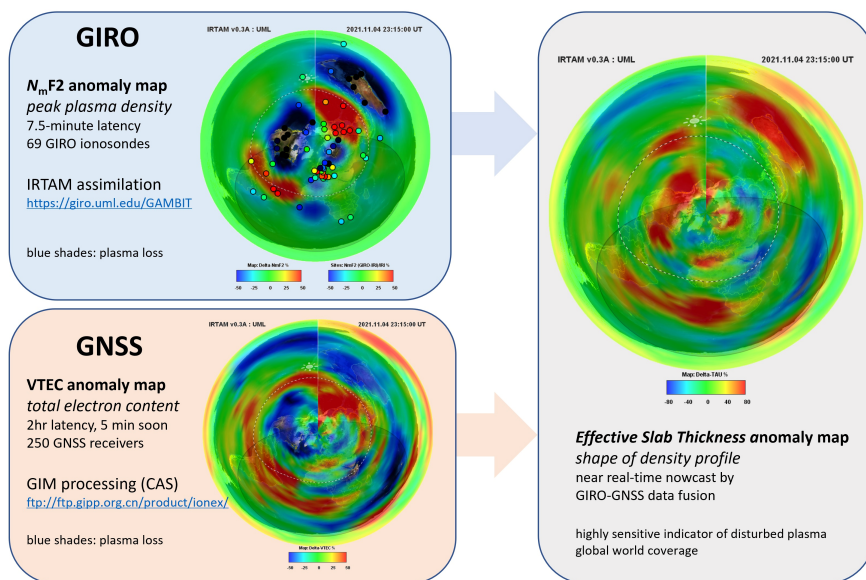 GIRO
NmF2 anomaly map
peak plasma density
7.5-minute latency
69 GIRO ionosondes
IRTAM assimilation
https://giro.uml.edu/GAMBIT
blue shades: plasma loss
IRTAM v0.3A : UML
2021.11.04 23:15:00 UT
Map: Delta-NmF2 %
-50 -25 0 25 50
Sites: NmF2 (GIRO-IRI)/IRI %
-50 -25 0 25 50
GNSS
VTEC anomaly map
total electron content
2hr latency, 5 min soon
250 GNSS receivers
GIM processing (CAS)
ftp://ftp.gipp.org.cn/product/ionex/
blue shades: plasma loss
IRTAM v0.3A : UML
2021.11.04 23:15:00 UT
Map: Delta-VTEC %
-50 -25 0 25 50
IRTAM v0.3A : UML
2021.11.04 23:15:00 UT
Map: Delta-TAU %
-80 -40 0 40 80
Effective Slab Thickness anomaly map
shape of density profile
near real-time nowcast by
GIRO-GNSS data fusion
highly sensitive indicator of disturbed plasma
global world coverage